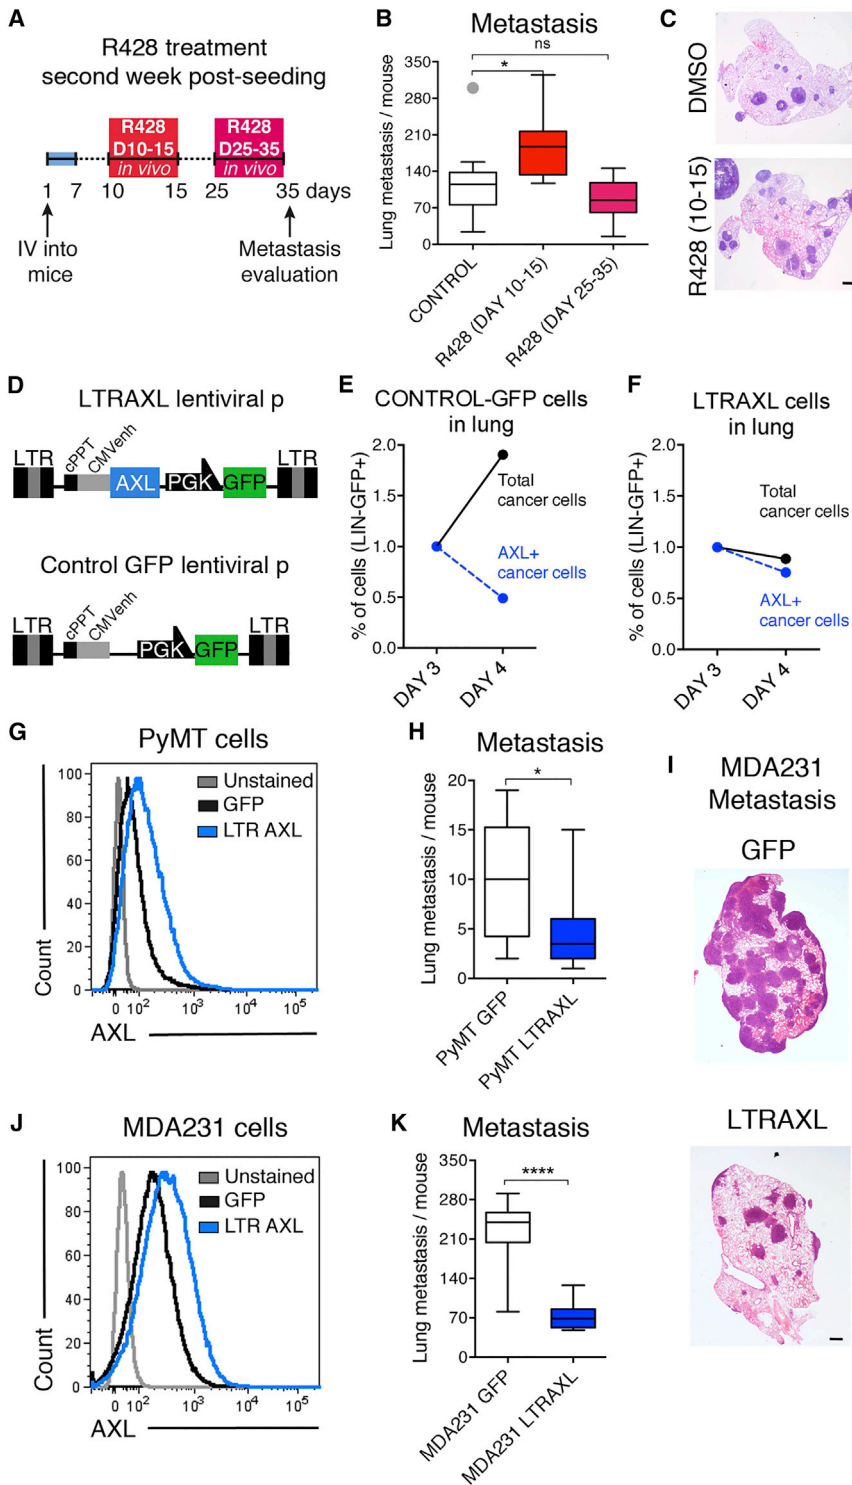 A
R428 treatment
second week post-seeding
R428
D10-15
in vivo
R428
D25-35
in vivo
1 7 10 15 25 35 days
IV into
mice
Metastasis
evaluation
B
Metastasis
ns
*
Lung metastasis / mouse
350
280
210
140
70
0
CONTROL
R428 (DAY 10-15)
R428 (DAY 25-35)
C
DMSO
R428 (10-15)
D
LTRAXL lentiviral p
LTR
cPPT
CMVenh
AXL
PGK
GFP
LTR
Control GFP lentiviral p
LTR
cPPT
CMVenh
PGK
GFP
LTR
E
CONTROL-GFP cells
in lung
% of cells (LIN-GFP+)
2.0
1.5
1.0
0.5
0.0
Total
cancer cells
AXL+
cancer cells
DAY 3
DAY 4
F
LTRAXL cells
in lung
% of cells (LIN-GFP+)
2.0
1.5
1.0
0.5
0.0
Total
cancer cells
AXL+
cancer cells
DAY 3
DAY 4
G
PyMT cells
Count
100
80
60
40
20
0
Unstained
GFP
LTR AXL
0 10² 10³ 10⁴ 10⁵
AXL
H
Metastasis
*
Lung metastasis / mouse
20
15
10
5
0
PyMT GFP
PyMT LTRAXL
I
MDA231
Metastasis
GFP
LTRAXL
J
MDA231 cells
Count
100
80
60
40
20
0
Unstained
GFP
LTR AXL
0 10² 10³ 10⁴ 10⁵
AXL
K
Metastasis
****
Lung metastasis / mouse
350
280
210
140
70
0
MDA231 GFP
MDA231 LTRAXL